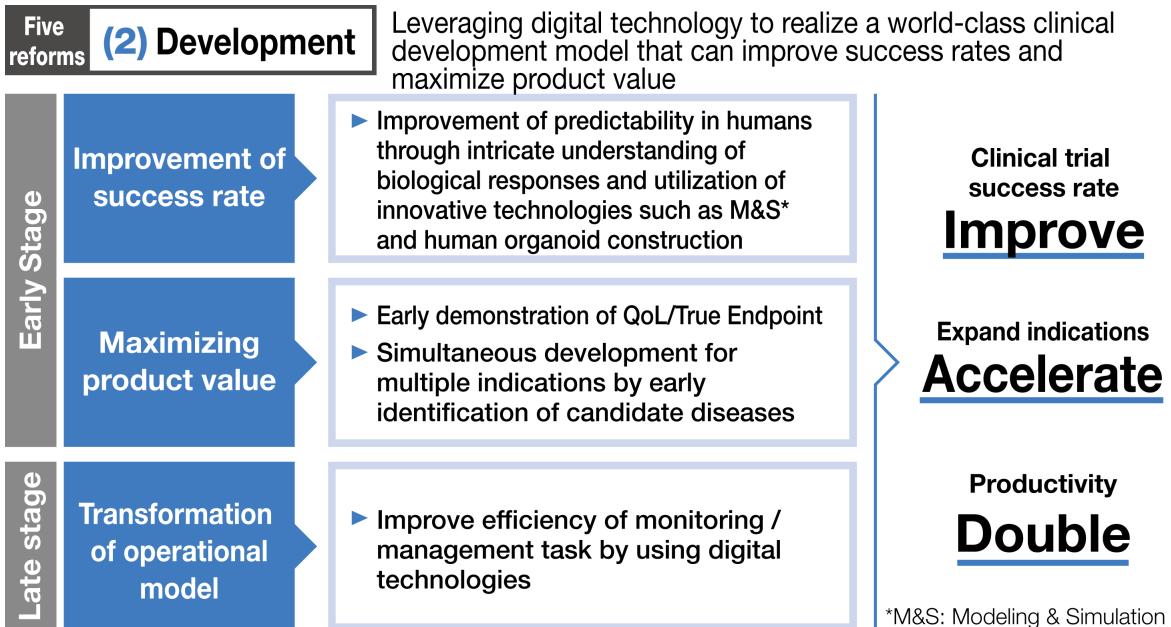 Five
reforms
(2) Development
Leveraging digital technology to realize a world-class clinical
development model that can improve success rates and
maximize product value
Early Stage
Improvement of
success rate
► Improvement of predictability in humans
through intricate understanding of
biological responses and utilization of
innovative technologies such as M&S*
and human organoid construction
Maximizing
product value
► Early demonstration of QoL/True Endpoint
► Simultaneous development for
multiple indications by early
identification of candidate diseases
Late stage
Transformation
of operational
model
► Improve efficiency of monitoring /
management task by using digital
technologies
Clinical trial
success rate
Improve
Expand indications
Accelerate
Productivity
Double
*M&S: Modeling & Simulation